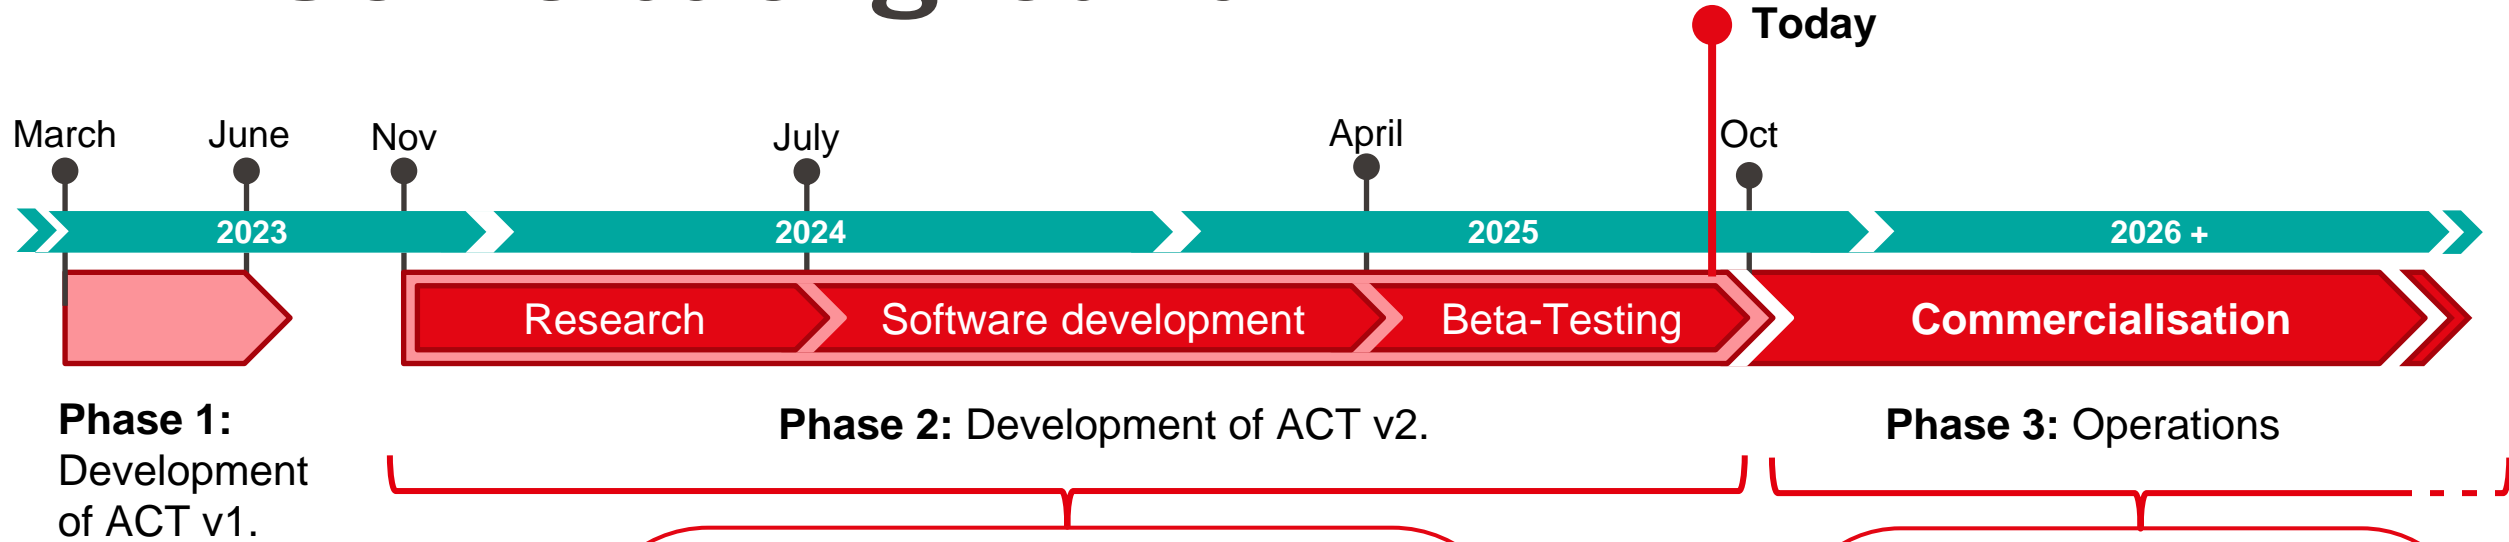 Today
March
June
Nov
July
April
Oct
2023
2024
2025
2026 +
Research
Software development
Beta-Testing
Commercialisation
Phase 1:
Development
of ACT v1.
Phase 2: Development of ACT v2.
Phase 3: Operations